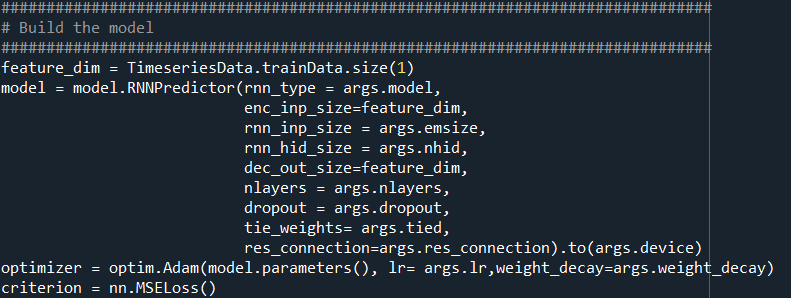 ###############################################################################
# Build the model
###############################################################################
feature_dim = TimeseriesData.trainData.size(1)
model = model.RNNPredictor(rnn_type = args.model,
                           enc_inp_size=feature_dim,
                           rnn_inp_size = args.emsize,
                           rnn_hid_size = args.nhid,
                           dec_out_size=feature_dim,
                           nlayers = args.nlayers,
                           dropout = args.dropout,
                           tie_weights= args.tied,
                           res_connection=args.res_connection).to(args.device)
optimizer = optim.Adam(model.parameters(), lr= args.lr,weight_decay=args.weight_decay)
criterion = nn.MSELoss()